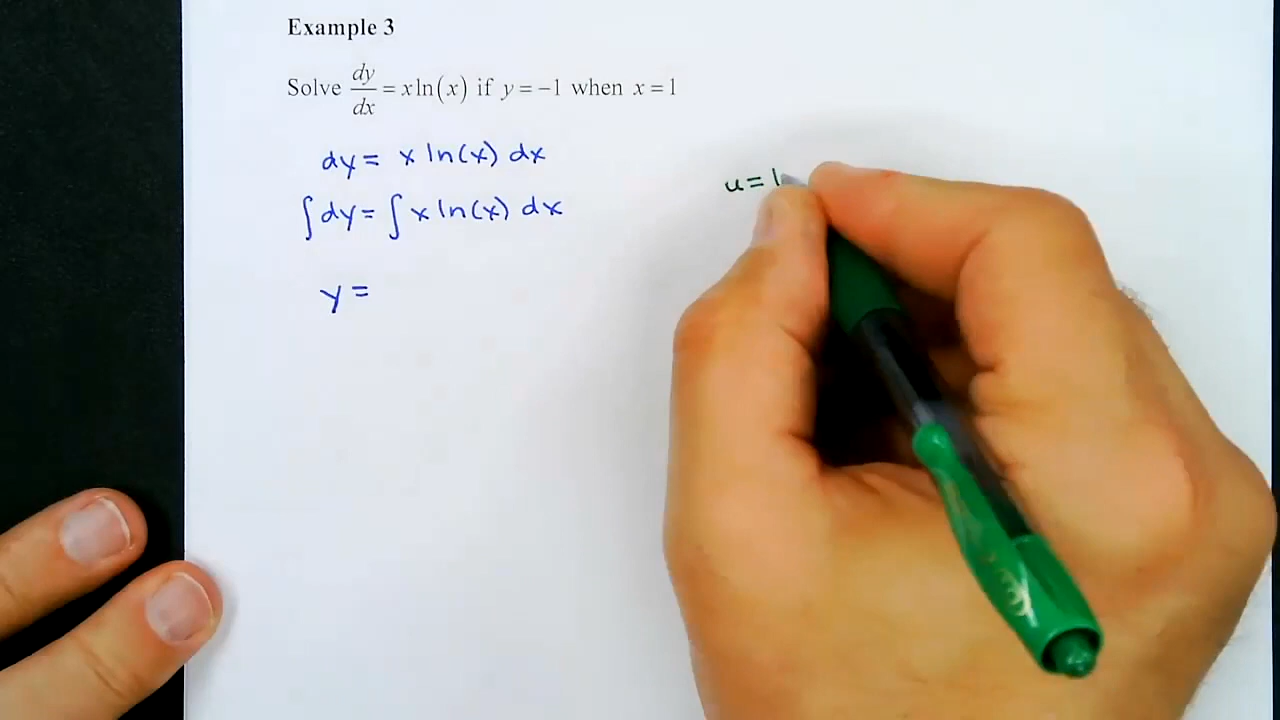 Example 3
Solve dy/dx = x ln(x) if y = −1 when x = 1
dy = x ln(x) dx
∫ dy = ∫ x ln(x) dx
u = l
y =